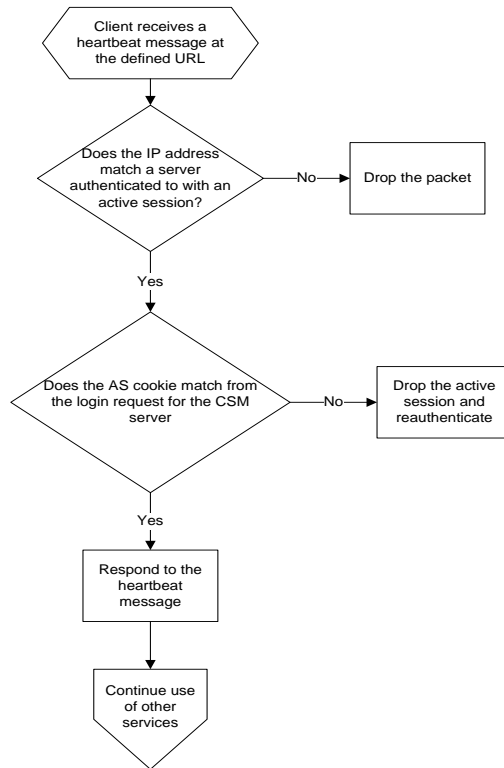 Client receives a
heartbeat message at
the defined URL
Does the IP address
match a server
authenticated to with an
active session?
No
Drop the packet
Yes
Does the AS cookie match from
the login request for the CSM
server
No
Drop the active
session and
reauthenticate
Yes
Respond to the
heartbeat
message
Continue use
of other
services